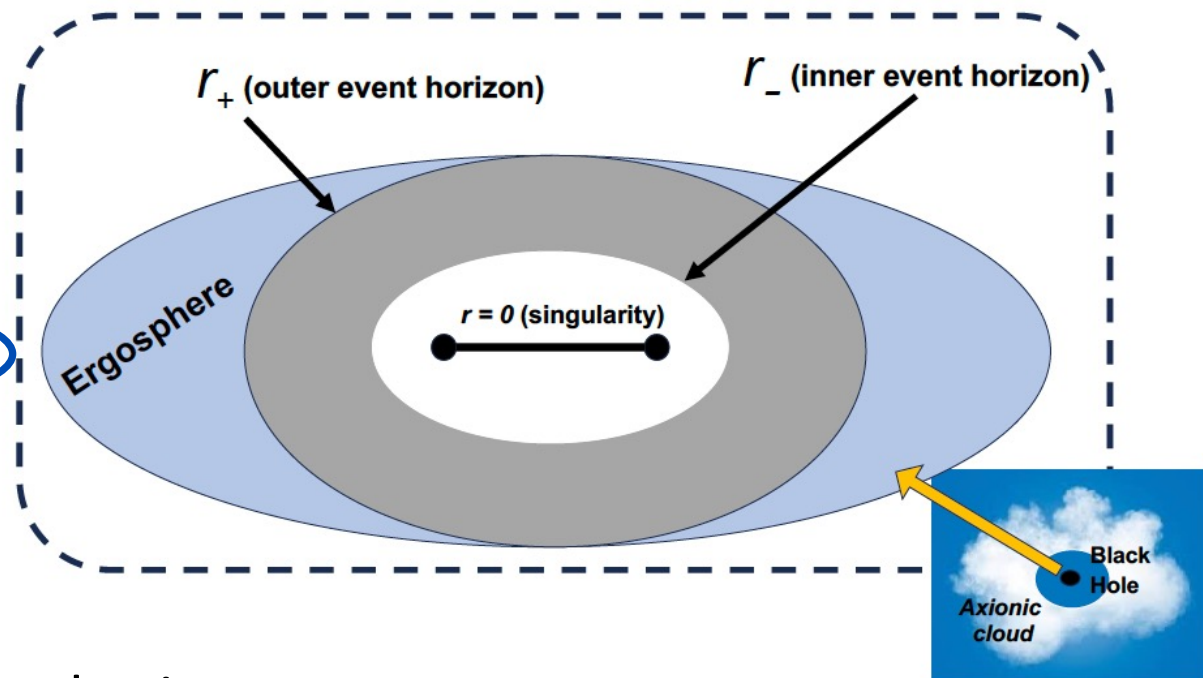 r₊ (outer event horizon)
r₋ (inner event horizon)
r = 0 (singularity)
Ergosphere
Black
Hole
Axionic
cloud